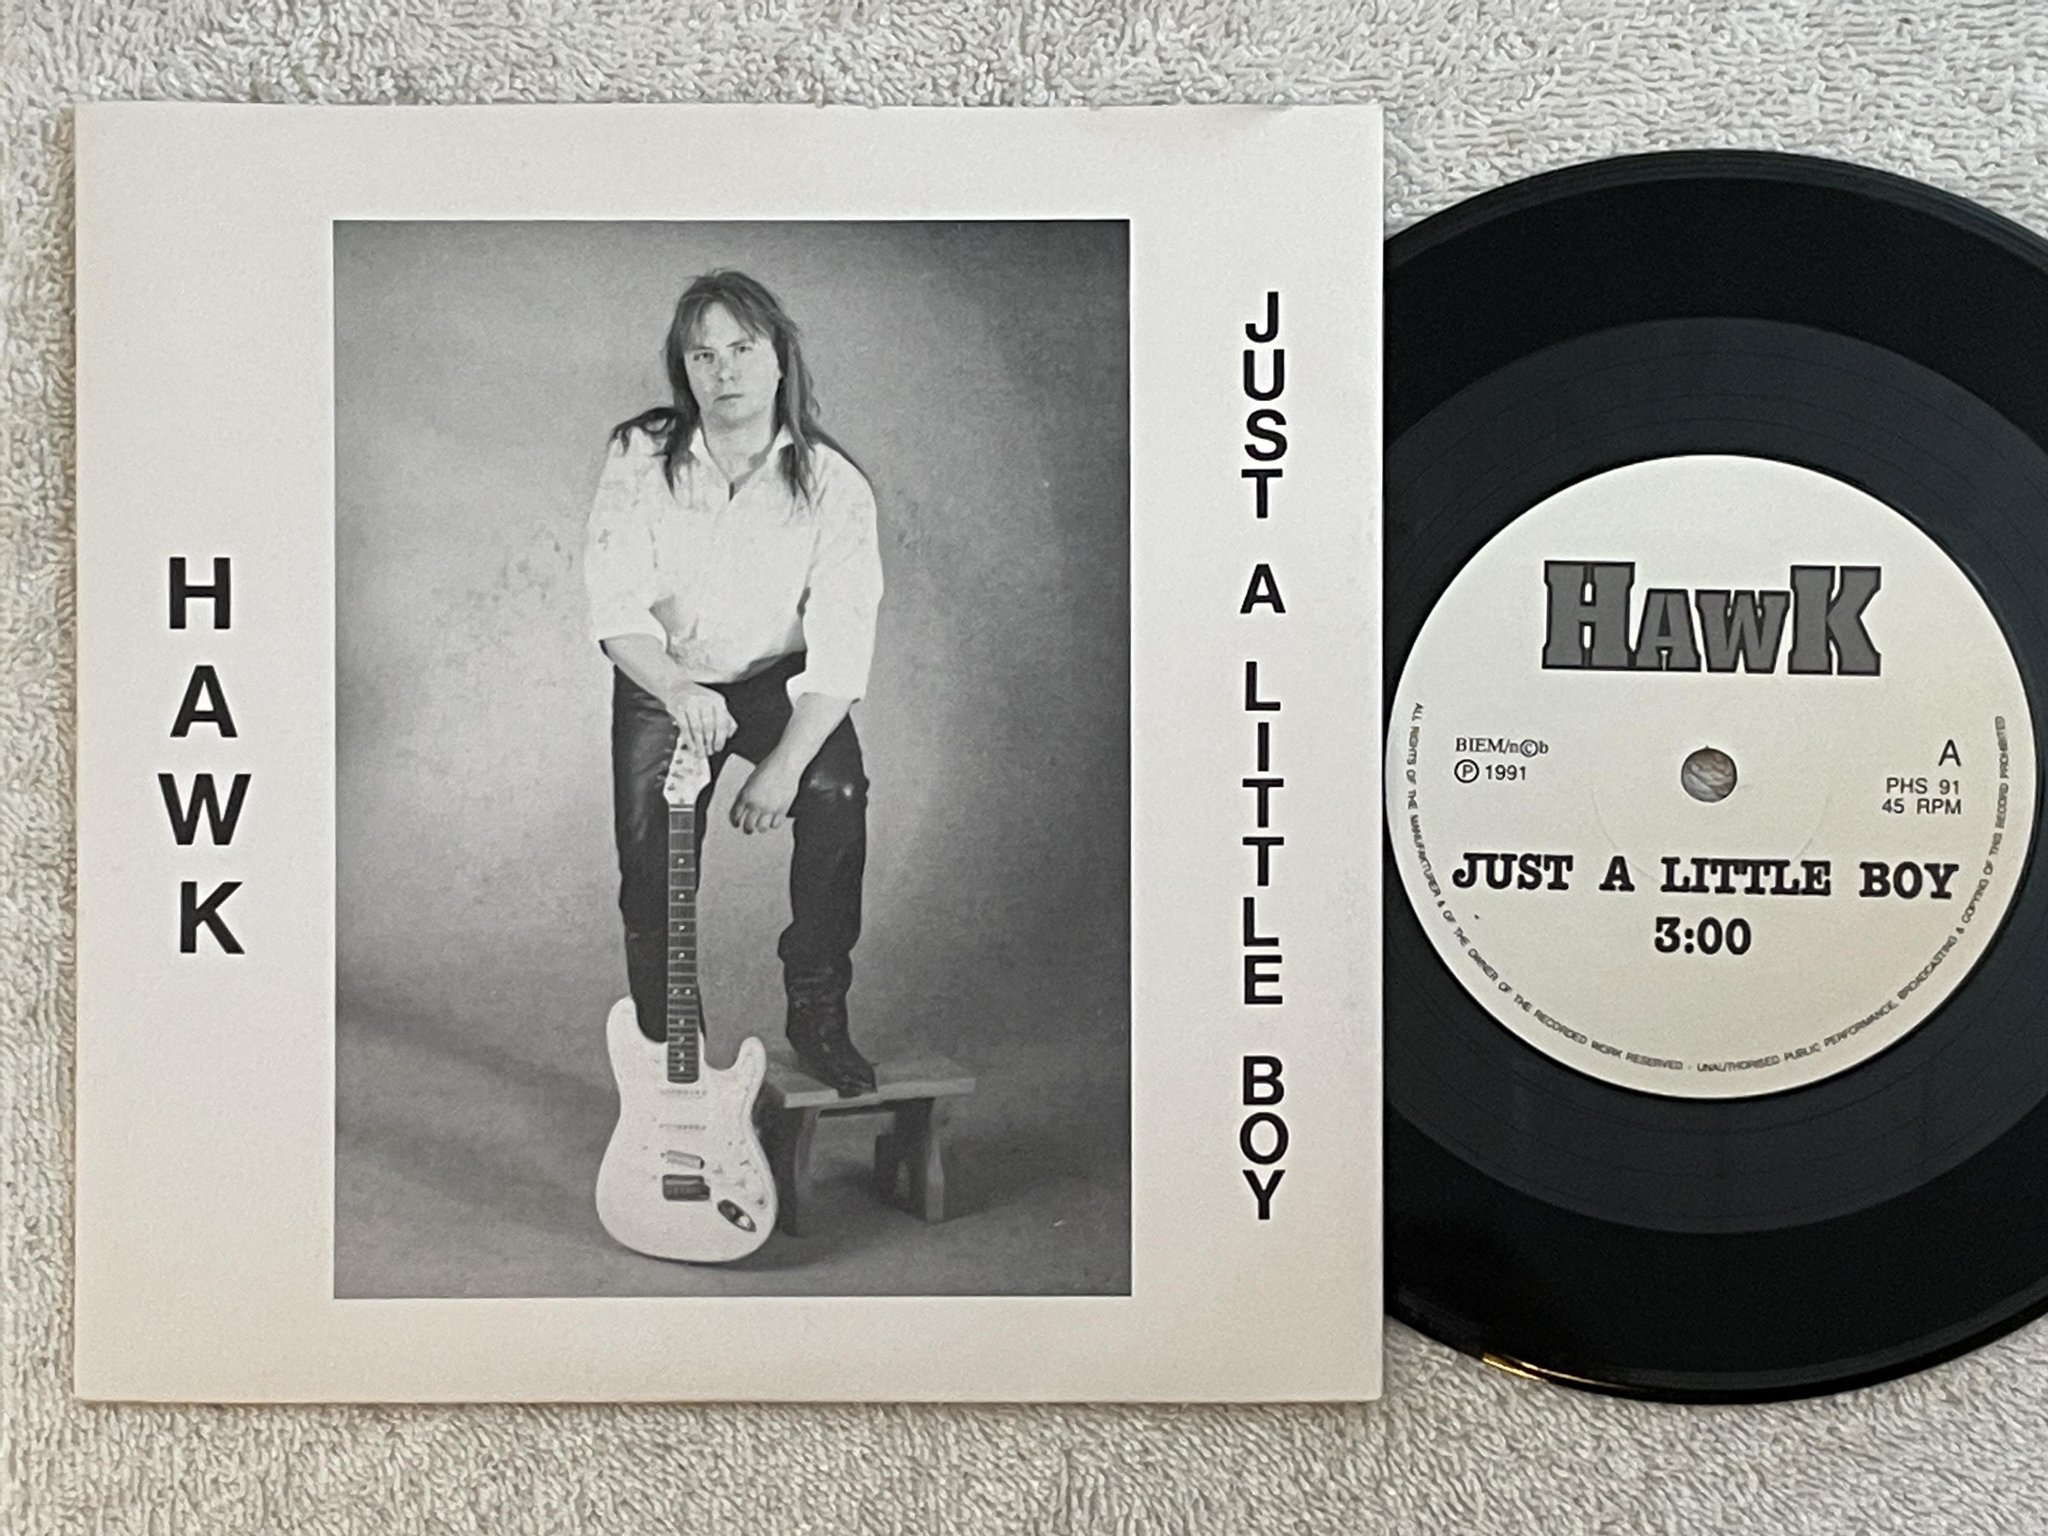 HAWK
JUST A LITTLE BOY
HAWK
BIEM/n©b
Ⓟ 1991
A
PHS 91
45 RPM
JUST A LITTLE BOY
3:00
ALL RIGHTS OF THE MANUFAKTURER & OF THE OWNER OF THE RECORDED WORK RESERVED - UNAUTHORISED PUBLIC PERFORMANCE, BROADCASTING & COPYING OF THIS RECORD PROHIBITED